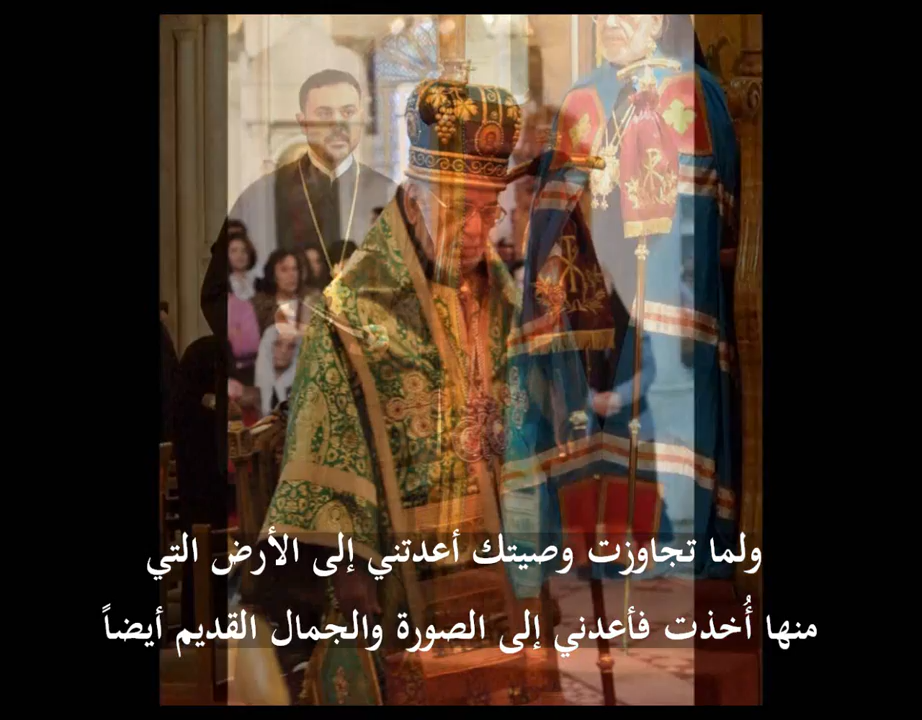 ولما تجاوزت وصيتك أعدتني إلى الأرض التي
منها أُخذت فأعدني إلى الصورة والجمال القديم أيضاً